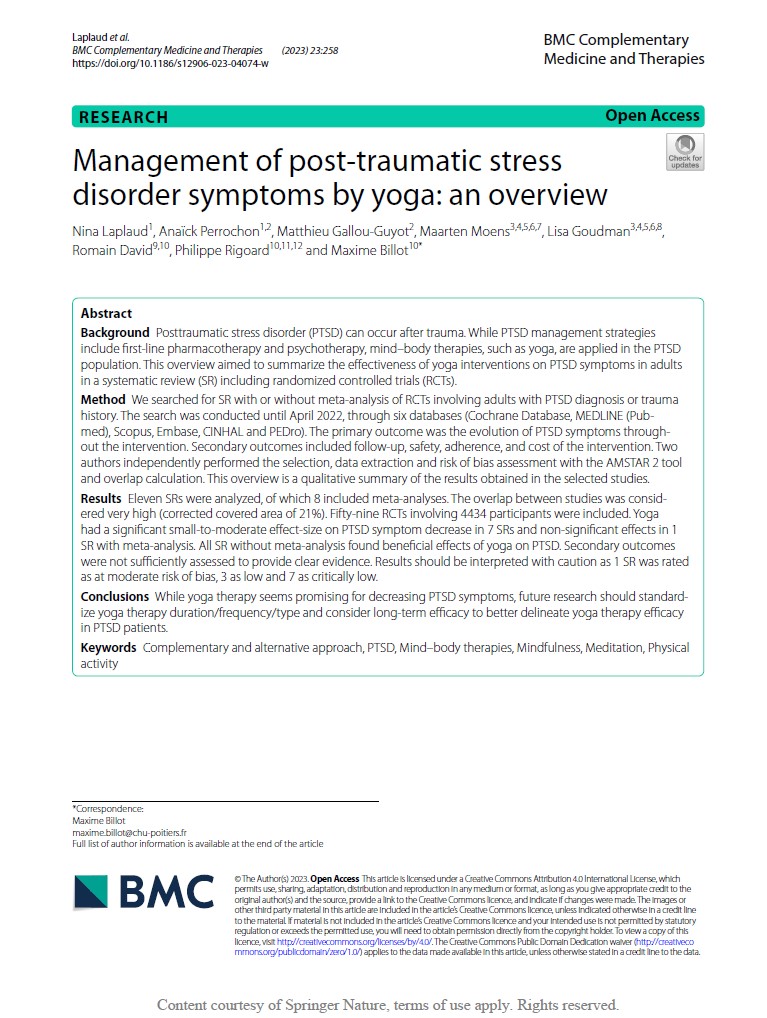 Laplaud et al.
BMC Complementary Medicine and Therapies (2023) 23:258
https://doi.org/10.1186/s12906-023-04074-w
BMC Complementary
Medicine and Therapies
RESEARCH
Open Access
Check for
updates
Management of post-traumatic stress
disorder symptoms by yoga: an overview
Nina Laplaud1, Anaïck Perrochon1,2, Matthieu Gallou-Guyot2, Maarten Moens3,4,5,6,7, Lisa Goudman3,4,5,6,8,
Romain David9,10, Philippe Rigoard10,11,12 and Maxime Billot10*
Abstract
Background Posttraumatic stress disorder (PTSD) can occur after trauma. While PTSD management strategies
include first-line pharmacotherapy and psychotherapy, mind–body therapies, such as yoga, are applied in the PTSD
population. This overview aimed to summarize the effectiveness of yoga interventions on PTSD symptoms in adults
in a systematic review (SR) including randomized controlled trials (RCTs).
Method We searched for SR with or without meta-analysis of RCTs involving adults with PTSD diagnosis or trauma
history. The search was conducted until April 2022, through six databases (Cochrane Database, MEDLINE (Pub-
med), Scopus, Embase, CINHAL and PEDro). The primary outcome was the evolution of PTSD symptoms through-
out the intervention. Secondary outcomes included follow-up, safety, adherence, and cost of the intervention. Two
authors independently performed the selection, data extraction and risk of bias assessment with the AMSTAR 2 tool
and overlap calculation. This overview is a qualitative summary of the results obtained in the selected studies.
Results Eleven SRs were analyzed, of which 8 included meta-analyses. The overlap between studies was consid-
ered very high (corrected covered area of 21%). Fifty-nine RCTs involving 4434 participants were included. Yoga
had a significant small-to-moderate effect-size on PTSD symptom decrease in 7 SRs and non-significant effects in 1
SR with meta-analysis. All SR without meta-analysis found beneficial effects of yoga on PTSD. Secondary outcomes
were not sufficiently assessed to provide clear evidence. Results should be interpreted with caution as 1 SR was rated
as at moderate risk of bias, 3 as low and 7 as critically low.
Conclusions While yoga therapy seems promising for decreasing PTSD symptoms, future research should standard-
ize yoga therapy duration/frequency/type and consider long-term efficacy to better delineate yoga therapy efficacy
in PTSD patients.
Keywords Complementary and alternative approach, PTSD, Mind–body therapies, Mindfulness, Meditation, Physical
activity
*Correspondence:
Maxime Billot
maxime.billot@chu-poitiers.fr
Full list of author information is available at the end of the article
BMC
© The Author(s) 2023. Open Access This article is licensed under a Creative Commons Attribution 4.0 International License, which
permits use, sharing, adaptation, distribution and reproduction in any medium or format, as long as you give appropriate credit to the
original author(s) and the source, provide a link to the Creative Commons licence, and indicate if changes were made. The images or
other third party material in this article are included in the article's Creative Commons licence, unless indicated otherwise in a credit line
to the material. If material is not included in the article's Creative Commons licence and your intended use is not permitted by statutory
regulation or exceeds the permitted use, you will need to obtain permission directly from the copyright holder. To view a copy of this
licence, visit http://creativecommons.org/licenses/by/4.0/. The Creative Commons Public Domain Dedication waiver (http://creativeco
mmons.org/publicdomain/zero/1.0/) applies to the data made available in this article, unless otherwise stated in a credit line to the data.
Content courtesy of Springer Nature, terms of use apply. Rights reserved.